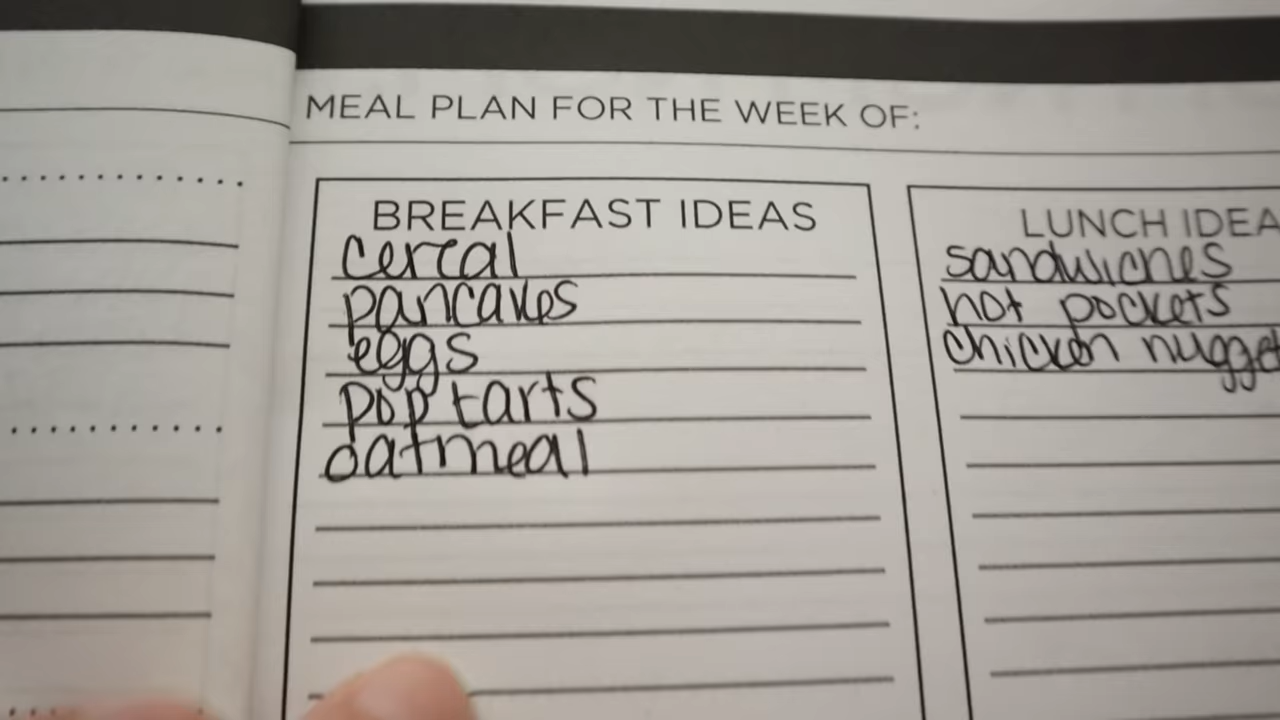 MEAL PLAN FOR THE WEEK OF:
BREAKFAST IDEAS
cereal
pancakes
eggs
pop tarts
oatmeal
LUNCH IDEA
sandwiches
hot pockets
chicken nugget